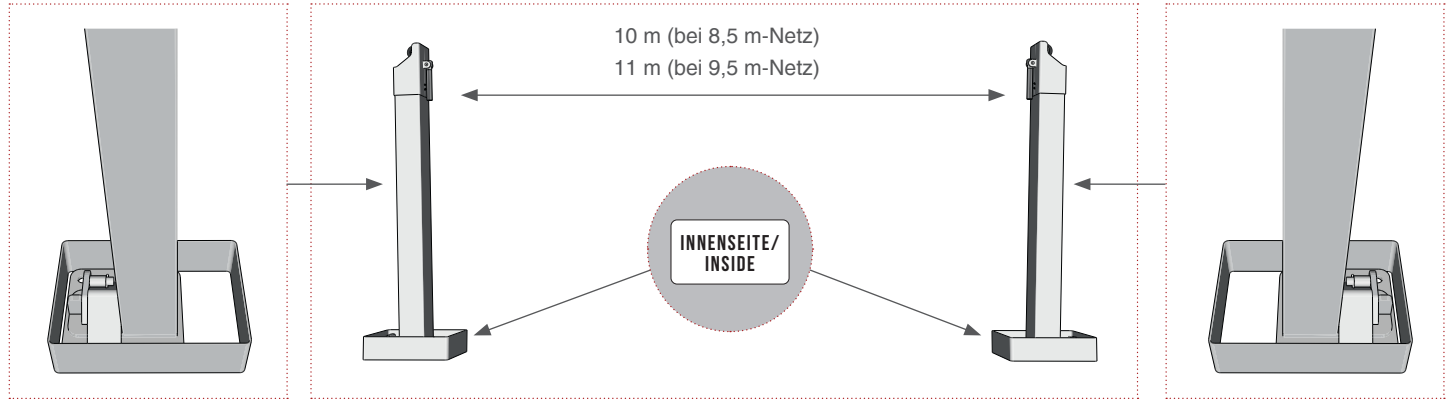 10 m (bei 8,5 m-Netz)
11 m (bei 9,5 m-Netz)
INNENSEITE/
INSIDE